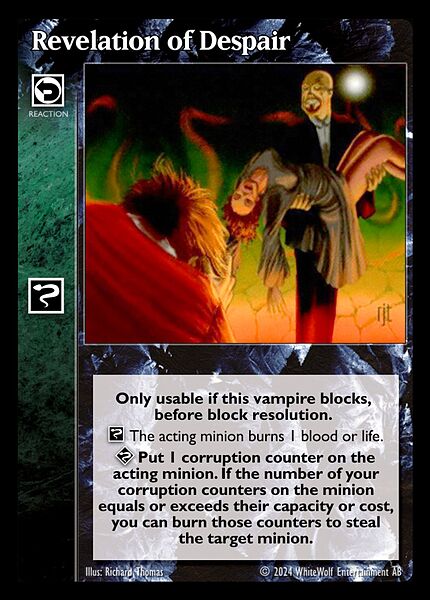 Revelation of Despair
REACTION
rjt
Only usable if this vampire blocks,
before block resolution.
The acting minion burns 1 blood or life.
Put 1 corruption counter on the
acting minion. If the number of your
corruption counters on the minion
equals or exceeds their capacity or cost,
you can burn those counters to steal
the target minion.
Illus: Richard Thomas
© 2024 WhiteWolf Entertainment AB